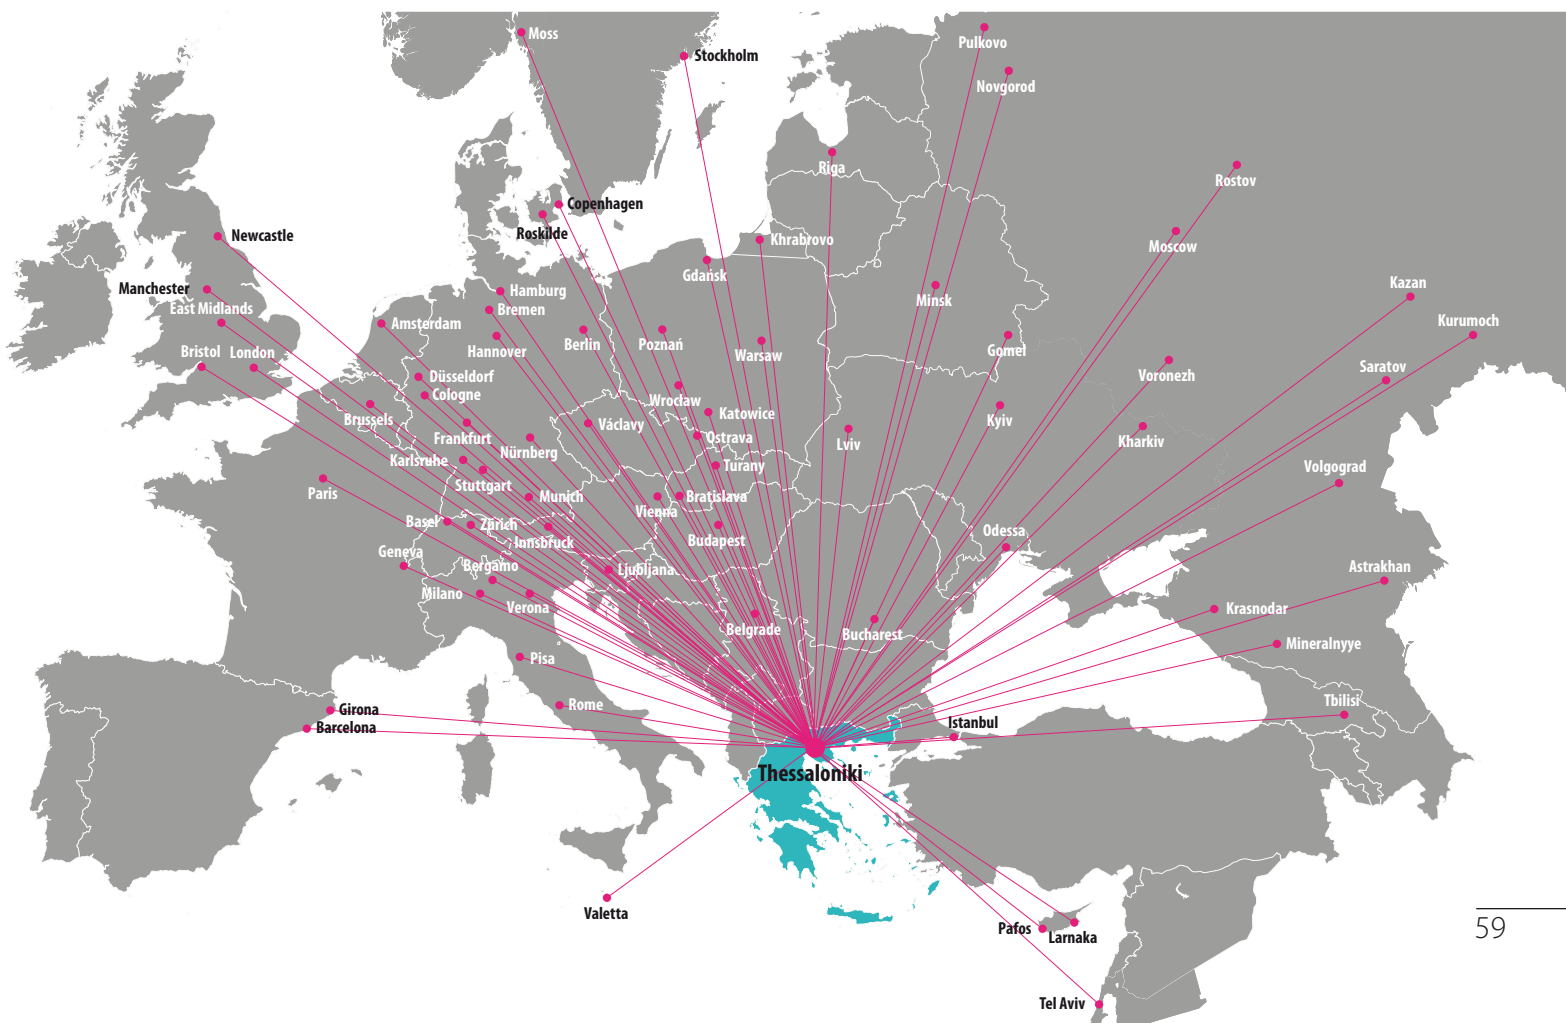 Moss
Pulkovo
Stockholm
Novgorod
Riga
Rostov
Copenhagen
Roskilde
Newcastle
Khrabrovo
Moscow
Gdańsk
Manchester
Hamburg
Minsk
Kazan
East Midlands
Bremen
Amsterdam
Kurumoch
Bristol
London
Hannover
Berlin
Poznań
Warsaw
Gomel
Saratov
Düsseldorf
Voronezh
Cologne
Wrocław
Brussels
Katowice
Kyiv
Václavy
Frankfurt
Ostrava
Lviv
Kharkiv
Nürnberg
Karlsruhe
Turany
Volgograd
Stuttgart
Paris
Munich
Bratislava
Vienna
Basel
Zürich
Odessa
Innsbruck
Budapest
Geneva
Bergamo
Ljubljana
Astrakhan
Milano
Verona
Krasnodar
Belgrade
Bucharest
Mineralnyye
Pisa
Tbilisi
Girona
Rome
Barcelona
Istanbul
Thessaloniki
Valetta
Pafos
Larnaka
59
Tel Aviv